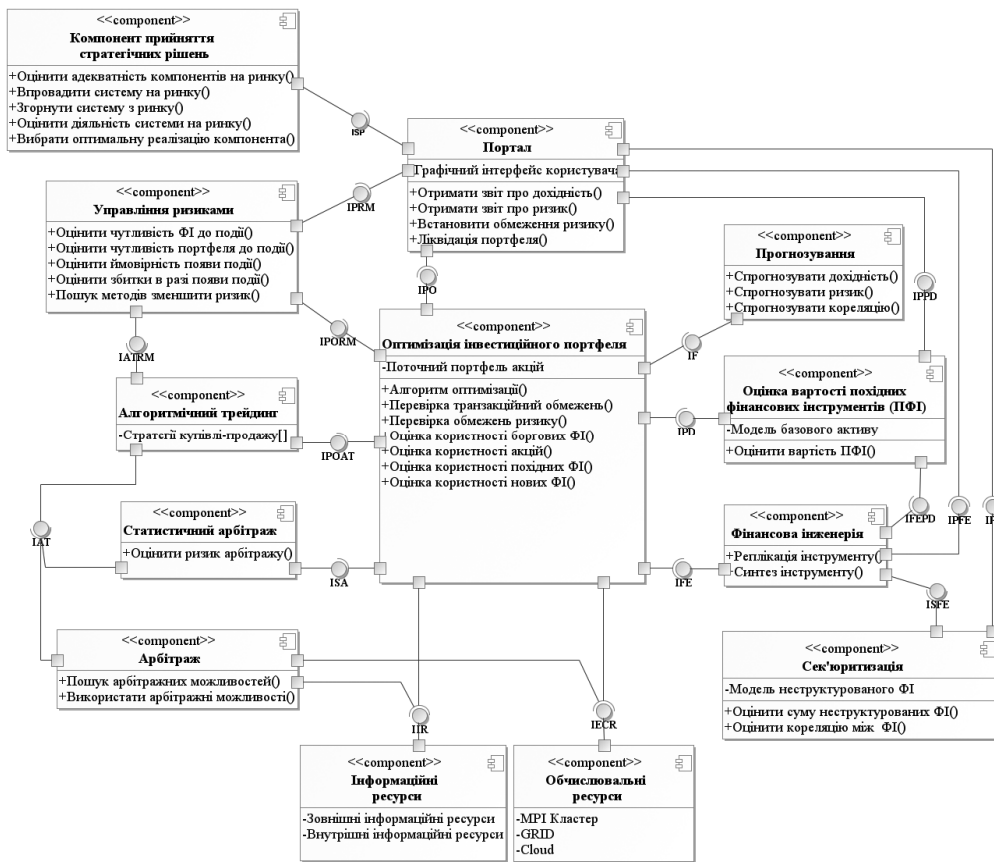 <<component>>
Компонент прийняття
стратегічних рішень
+Оцінити адекватність компонентів на ринку()
+Впровадити систему на ринку()
+Згорнути систему з ринку()
+Оцінити діяльність системи на ринку()
+Вибрати оптимальну реалізацію компонента()
ISP
<<component>>
Портал
Графічний інтерфейс користувача
+Отримати звіт про дохідність()
+Отримати звіт про ризик()
+Встановити обмеження ризику()
+Ліквідація портфеля()
<<component>>
Управління ризиками
+Оцінити чутливість ФІ до події()
+Оцінити чутливість портфеля до події()
+Оцінити ймовірність появи події()
+Оцінити збитки в разі появи події()
+Пошук методів зменшити ризик()
IPRM
IPO
IPORM
IATRM
<<component>>
Прогнозування
+Спрогнозувати дохідність()
+Спрогнозувати ризик()
+Спрогнозувати кореляцію()
IPPD
IF
<<component>>
Оптимізація інвестиційного портфеля
-Поточний портфель акцій
+Алгоритм оптимізації()
+Перевірка транзакційний обмежень()
+Перевірка обмежень ризику()
Оцінка користності боргових ФІ()
+Оцінка користності акцій()
+Оцінка користності похідних ФІ()
+Оцінка користності нових ФІ()
<<component>>
Алгоритмічний трейдинг
-Стратегії купівлі-продажу[]
IPOAT
IPD
<<component>>
Оцінка вартості похідних
фінансових інструментів (ПФІ)
-Модель базового активу
+Оцінити вартість ПФІ()
IFEPD
IPFE
IAT
<<component>>
Статистичний арбітраж
+Оцінити ризик арбітражу()
ISA
IFE
<<component>>
Фінансова інженерія
+Реплікація інструменту()
-Синтез інструменту()
ISFE
<<component>>
Арбітраж
+Пошук арбітражних можливостей()
+Використати арбітражні можливості()
IIR
IECR
<<component>>
Сек'юритизація
-Модель неструктурованого ФІ
+Оцінити суму неструктурованих ФІ()
+Оцінити кореляцію між ФІ()
<<component>>
Інформаційні
ресурси
-Зовнішні інформаційні ресурси
-Внутрішні інформаційні ресурси
<<component>>
Обчислювальні
ресурси
-MPI Кластер
-GRID
-Cloud